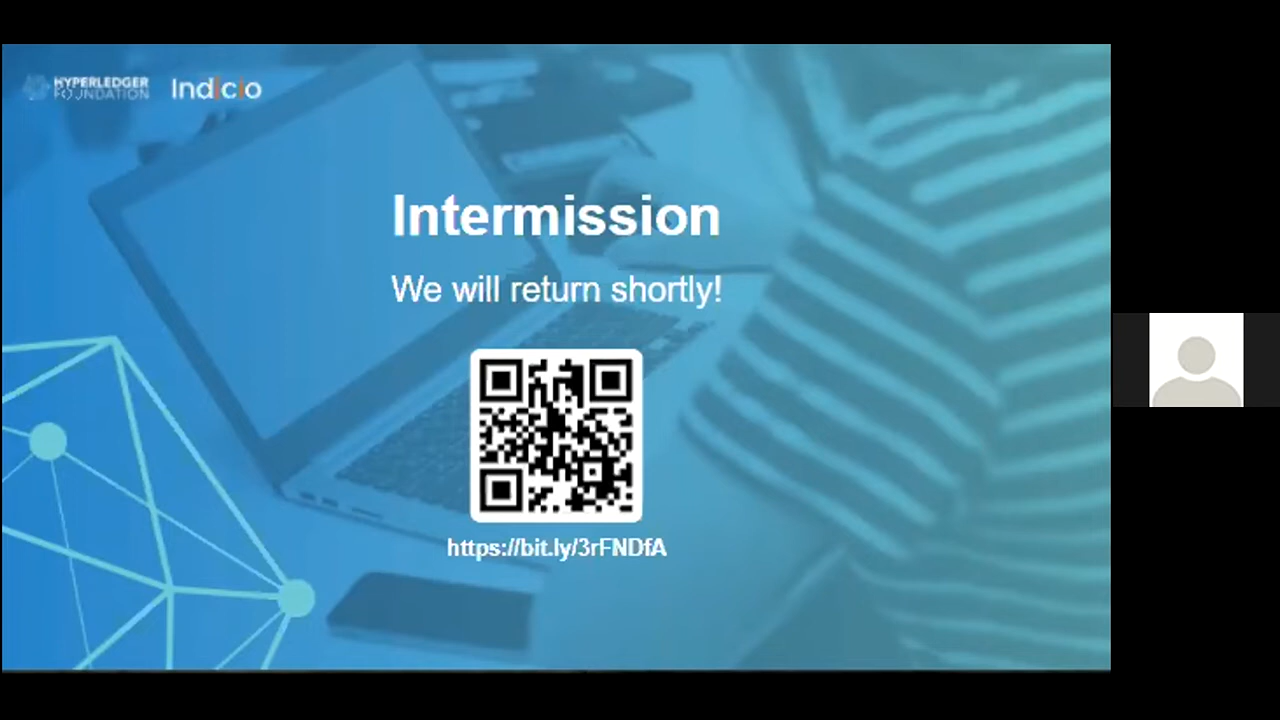 HYPERLEDGER
FOUNDATION
Indicio
Intermission
We will return shortly!
https://bit.ly/3rFNDfA